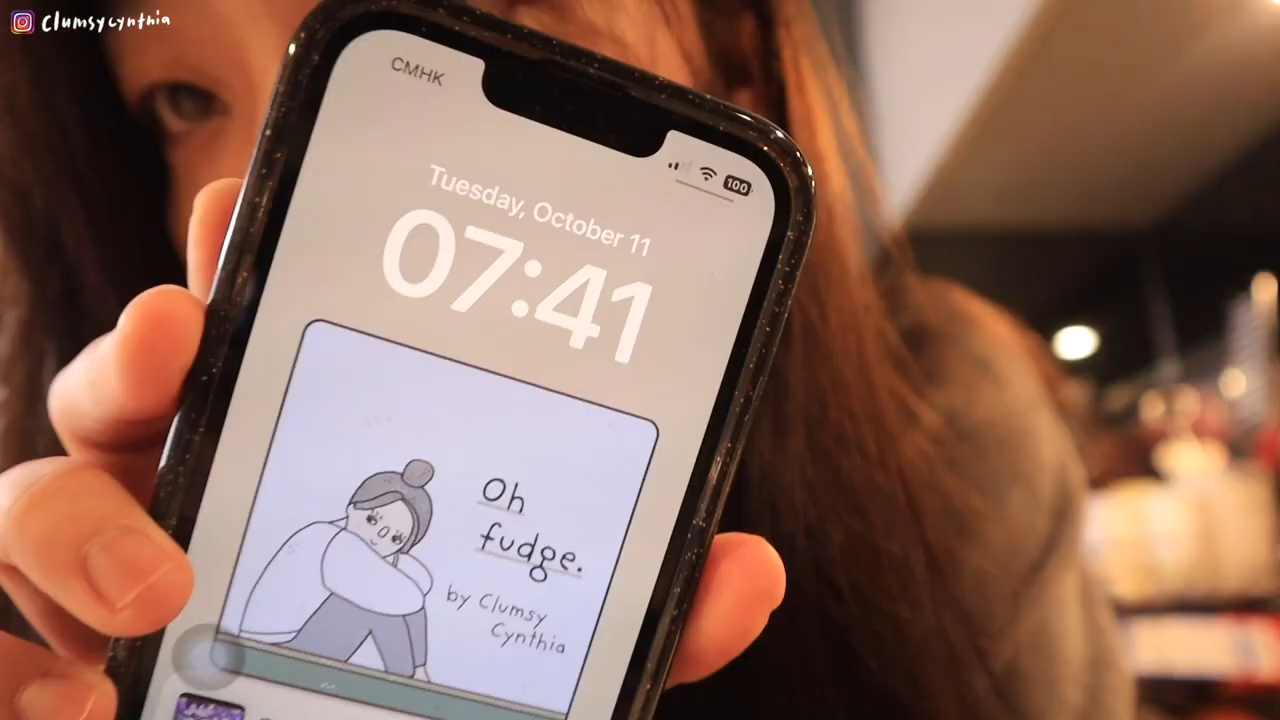 Clumsycynthia
CMHK
100
Tuesday, October 11
07:41
Oh
fudge.
by Clumsy
Cynthia